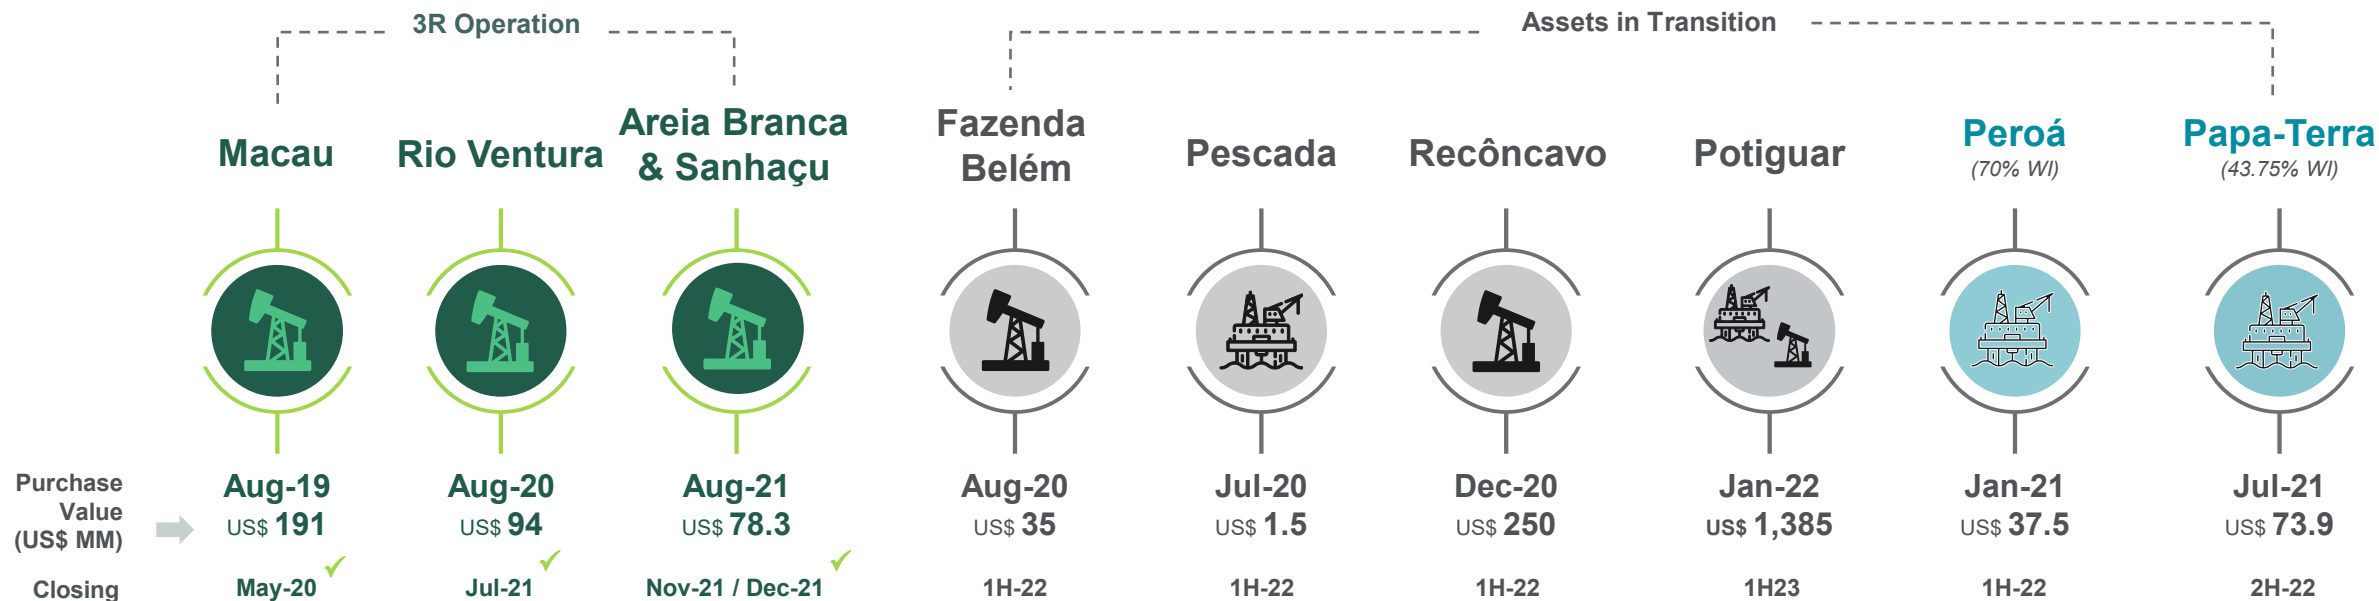 3R Operation
Assets in Transition
Macau
Rio Ventura
Areia Branca
& Sanhaçu
Fazenda
Belém
Pescada
Recôncavo
Potiguar
Peroá
(70% WI)
Papa-Terra
(43.75% WI)
Purchase
Value
(US$ MM)
Aug-19
US$ 191
Aug-20
US$ 94
Aug-21
US$ 78.3
Aug-20
US$ 35
Jul-20
US$ 1.5
Dec-20
US$ 250
Jan-22
US$ 1,385
Jan-21
US$ 37.5
Jul-21
US$ 73.9
Closing
May-20
Jul-21
Nov-21 / Dec-21
1H-22
1H-22
1H-22
1H23
1H-22
2H-22